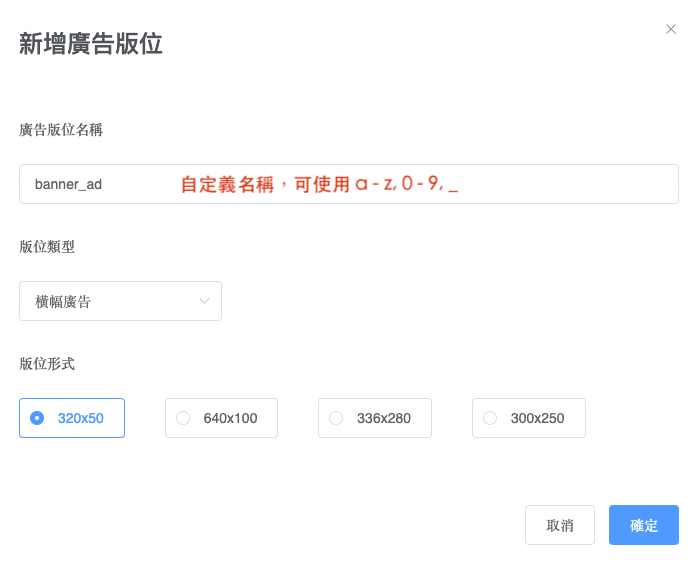 新增廣告版位
廣告版位名稱
banner_ad 自定義名稱，可使用 a - z, 0 - 9, _
版位類型
橫幅廣告
版位形式
320x50 640x100 336x280 300x250
取消 確定